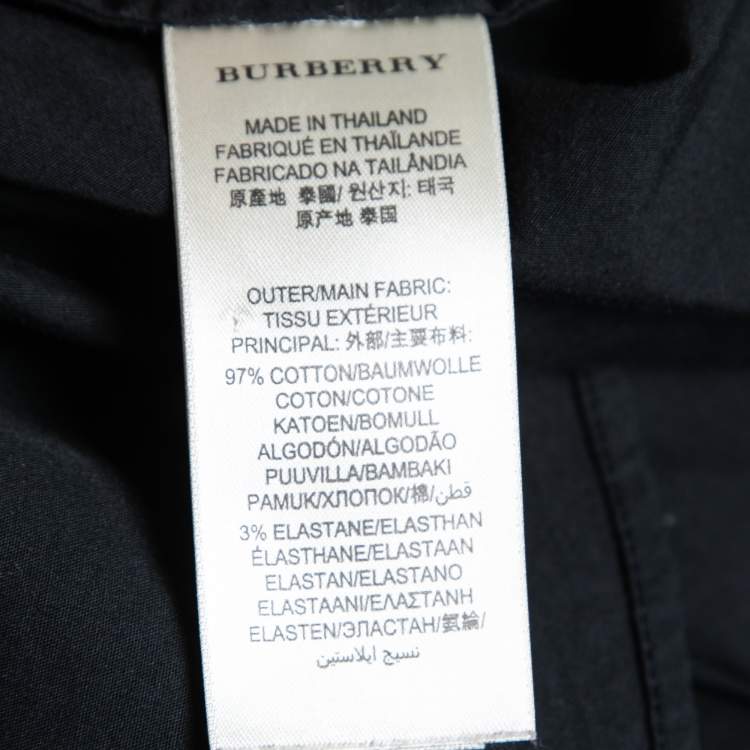 BURBERRY
MADE IN THAILAND
FABRIQUÉ EN THAÏLANDE
FABRICADO NA TAILÂNDIA
原產地 泰國/ 원산지: 태국
原产地 泰国
OUTER/MAIN FABRIC:
TISSU EXTÉRIEUR
PRINCIPAL: 外部/主要布料:
97% COTTON/BAUMWOLLE
COTON/COTONE
KATOEN/BOMULL
ALGODÓN/ALGODÃO
PUUVILLA/BAMBAKI
PAMUK/ХЛОПОК/棉/قطن
3% ELASTANE/ELASTHAN
ÉLASTHANE/ELASTAAN
ELASTAN/ELASTANO
ELASTAANI/ΕΛΑΣΤΑΝΗ
ELASTEN/ЭЛАСТАН/氨綸/
نسيج ايلاستين